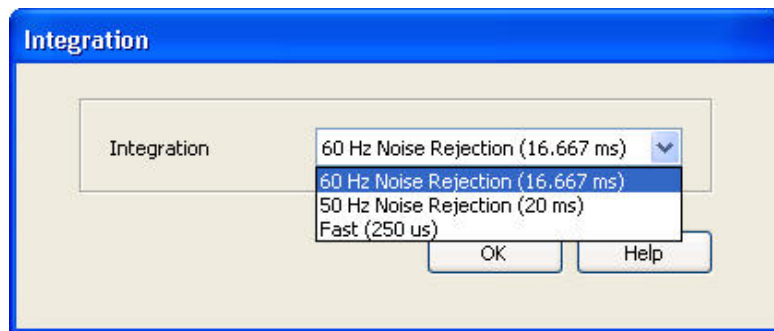 Integration
Integration 60 Hz Noise Rejection (16.667 ms)
60 Hz Noise Rejection (16.667 ms)
50 Hz Noise Rejection (20 ms)
Fast (250 us)
OK Help